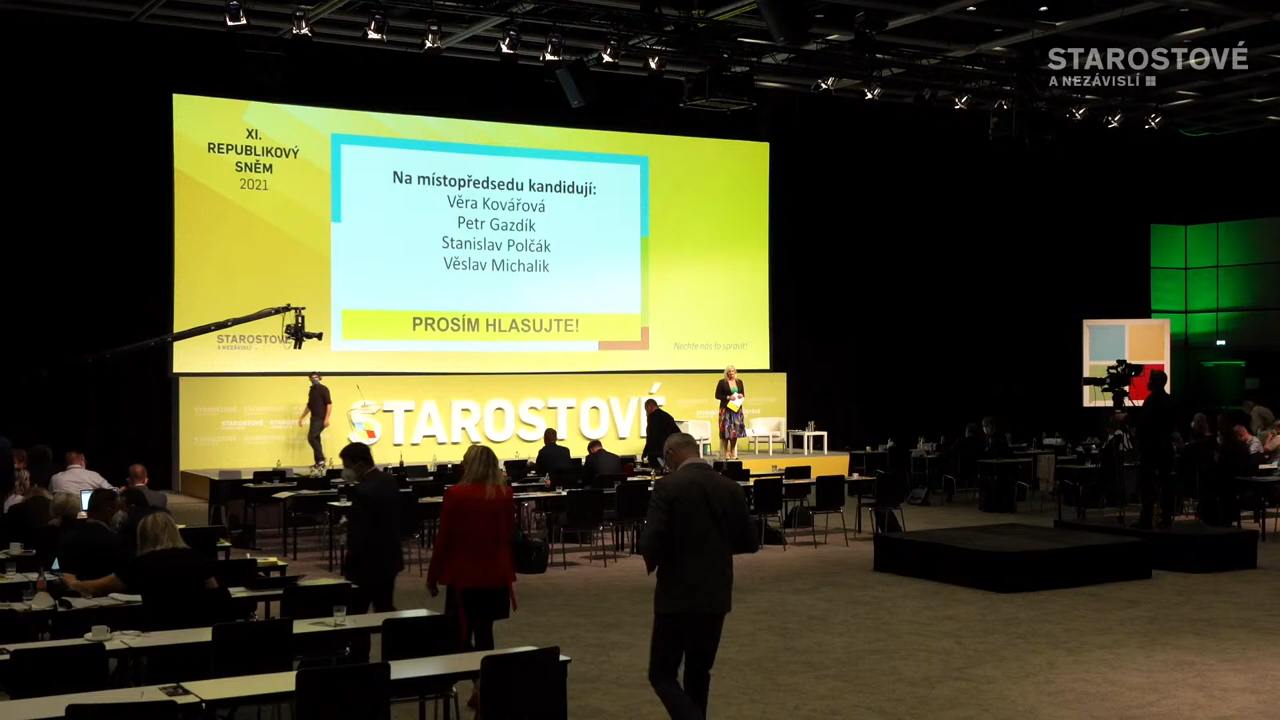 STAROSTOVÉ
A NEZÁVISLÍ
XI.
REPUBLIKOVÝ
SNĚM
2021
Na místopředsedu kandidují:
Věra Kovářová
Petr Gazdík
Stanislav Polčák
Věslav Michalik
PROSÍM HLASUJTE!
STAROSTOVÉ
A NEZÁVISLÍ
Nechte nás to spravit!
STAROSTOVÉ